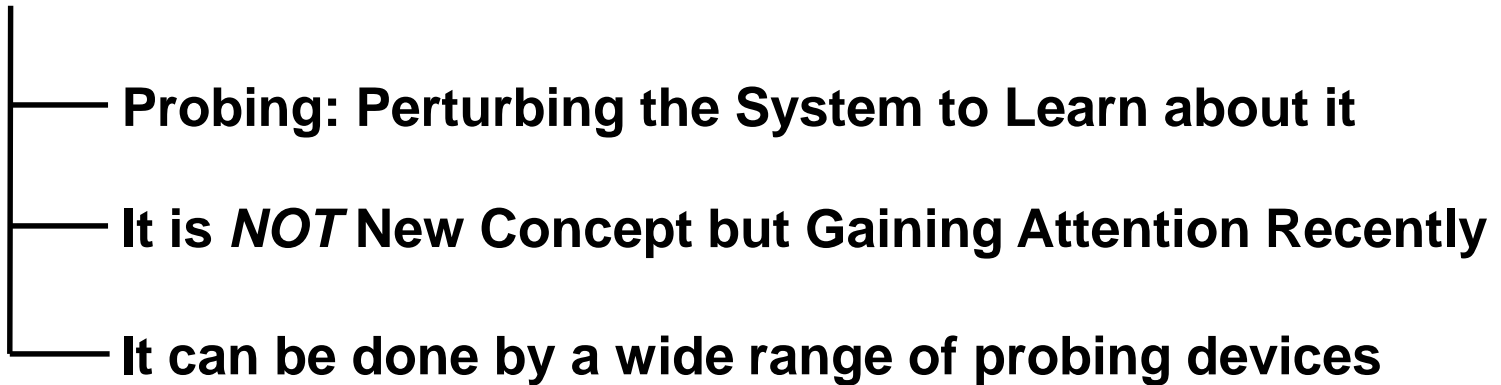 Probing: Perturbing the System to Learn about it
It is NOT New Concept but Gaining Attention Recently
It can be done by a wide range of probing devices